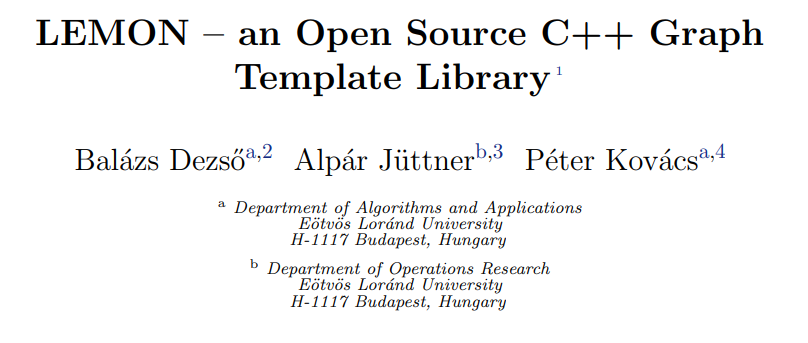 LEMON – an Open Source C++ Graph
Template Library 1
Balázs Dezső a,2 Alpár Jüttner b,3 Péter Kovács a,4
a Department of Algorithms and Applications
Eötvös Loránd University
H-1117 Budapest, Hungary
b Department of Operations Research
Eötvös Loránd University
H-1117 Budapest, Hungary